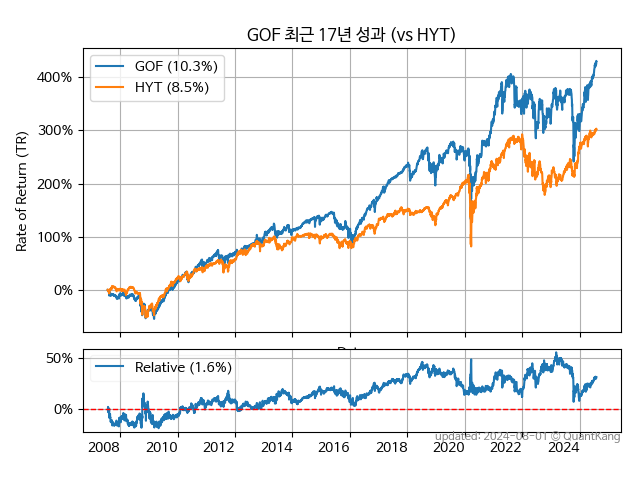 GOF 최근 17년 성과 (vs HYT)
GOF (10.3%)
HYT (8.5%)
Rate of Return (TR)
400%
300%
200%
100%
0%
Relative (1.6%)
50%
0%
2008 2010 2012 2014 2016 2018 2020 2022 2024
updated: 2024-08-01 © QuantKang